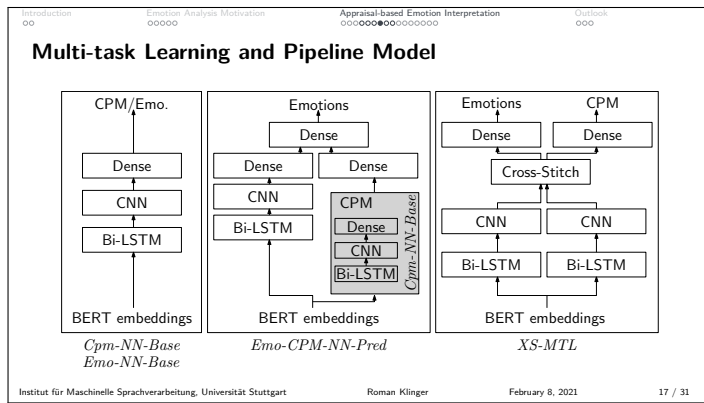 Introduction Emotion Analysis Motivation Appraisal-based Emotion Interpretation Outlook
Multi-task Learning and Pipeline Model
CPM/Emo.
Dense
CNN
Bi-LSTM
BERT embeddings
Cpm-NN-Base
Emo-NN-Base
Emotions
Dense
Dense Dense
CNN
Bi-LSTM
CPM
Dense
CNN
Bi-LSTM
Cpm-NN-Base
BERT embeddings
Emo-CPM-NN-Pred
Emotions CPM
Dense Dense
Cross-Stitch
CNN CNN
Bi-LSTM Bi-LSTM
BERT embeddings
XS-MTL
Institut für Maschinelle Sprachverarbeitung, Universität Stuttgart Roman Klinger February 8, 2021 17 / 31